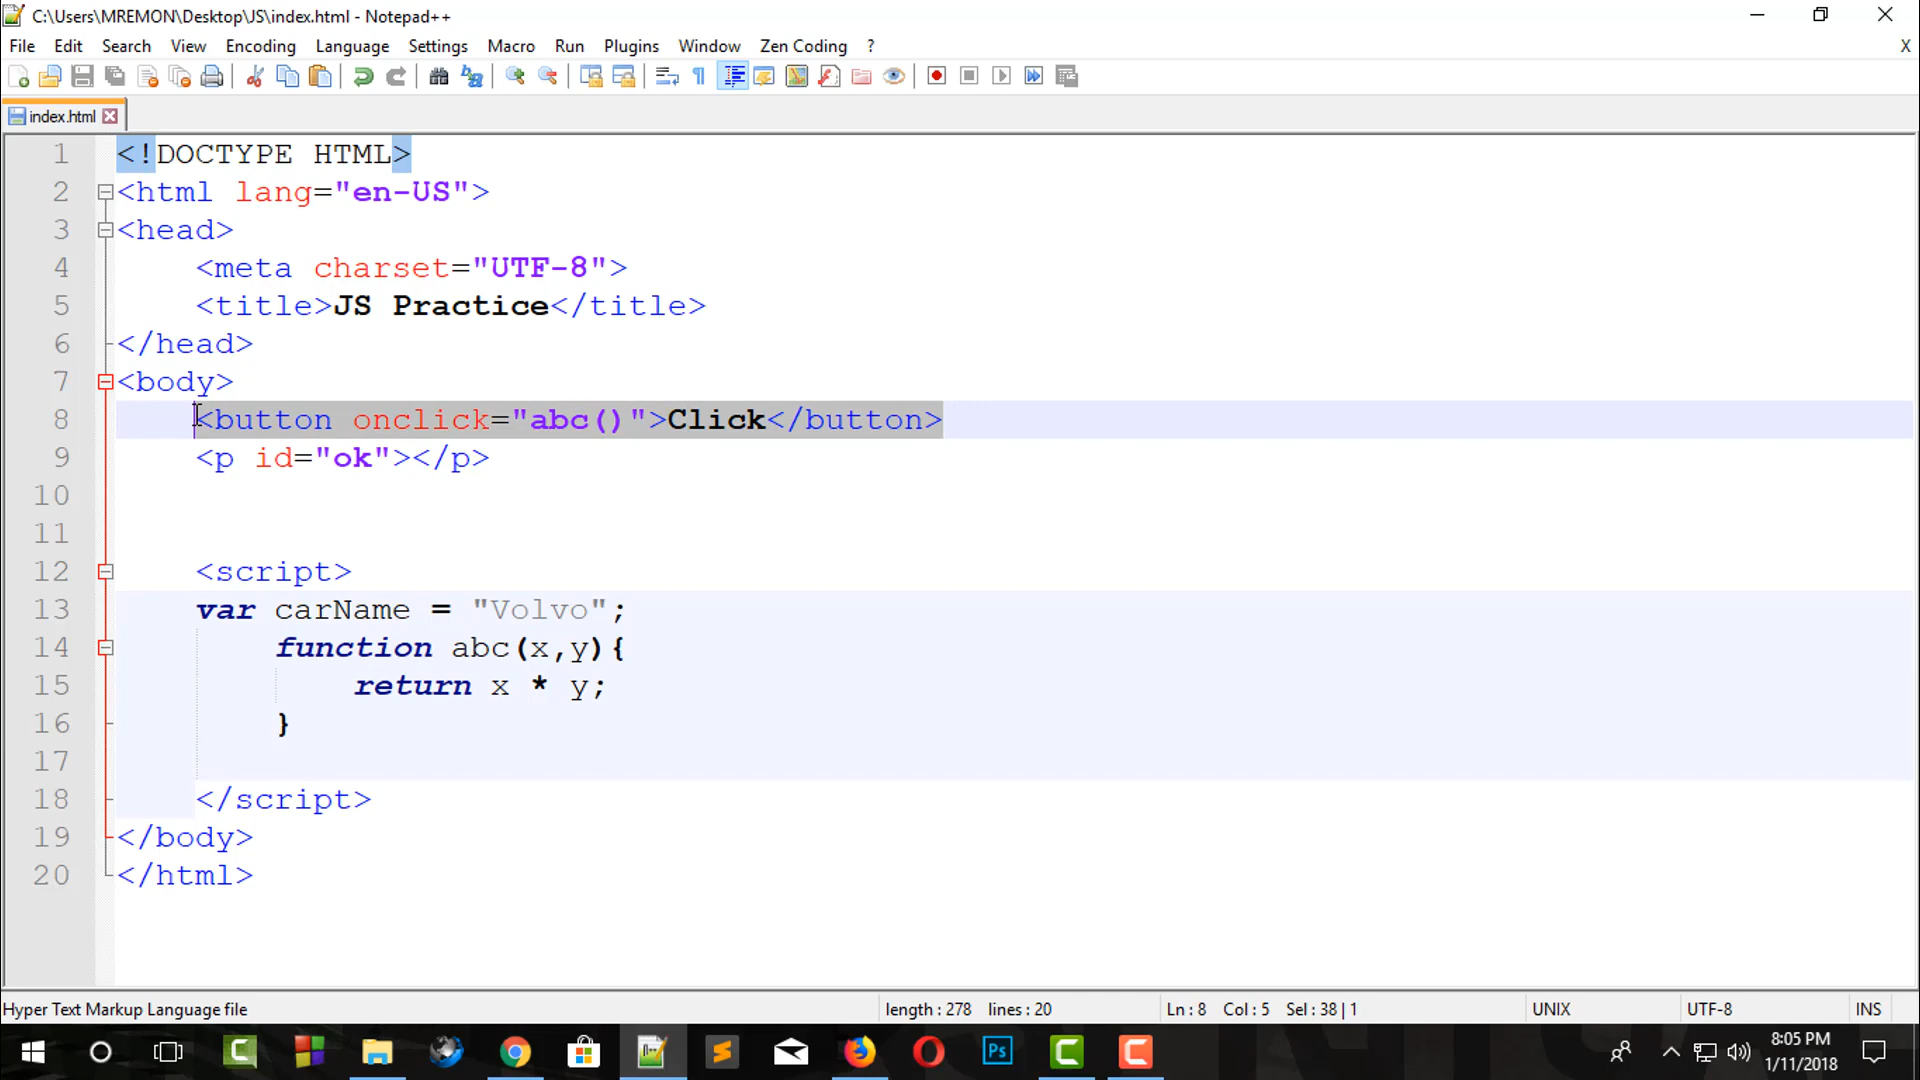 C:\Users\MREMON\Desktop\JS\index.html - Notepad++
File Edit Search View Encoding Language Settings Macro Run Plugins Window Zen Coding ? X
index.html
1 <!DOCTYPE HTML>
2 <html lang="en-US">
3 <head>
4 <meta charset="UTF-8">
5 <title>JS Practice</title>
6 </head>
7 <body>
8 <button onclick="abc()">Click</button>
9 <p id="ok"></p>
10
11
12 <script>
13 var carName = "Volvo";
14 function abc(x,y){
15 return x * y;
16 }
17
18 </script>
19 </body>
20 </html>
Hyper Text Markup Language file length : 278 lines : 20 Ln : 8 Col : 5 Sel : 38 | 1 UNIX UTF-8 INS
Ps
8:05 PM
1/11/2018